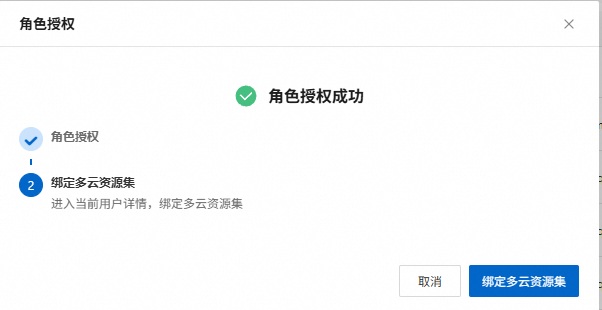 角色授权
角色授权成功
角色授权
2
绑定多云资源集
进入当前用户详情，绑定多云资源集
取消
绑定多云资源集